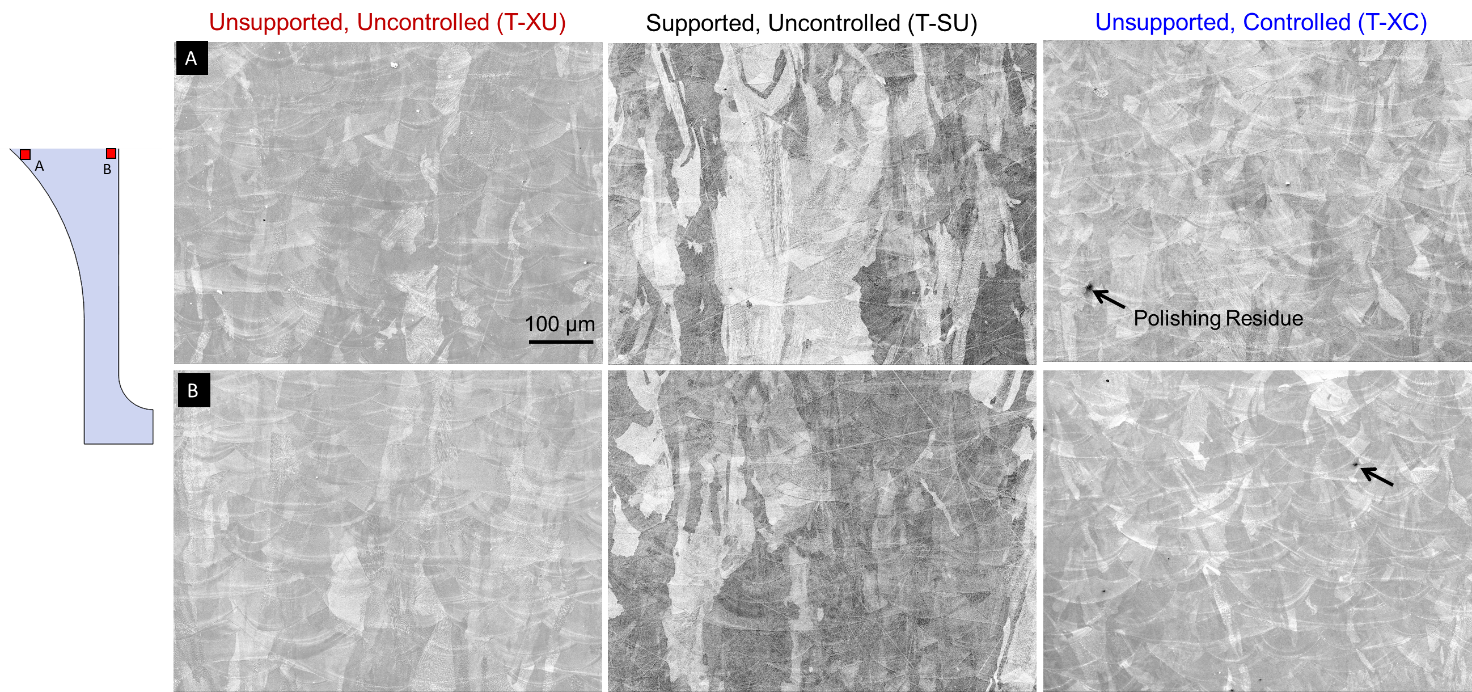 Unsupported, Uncontrolled (T-XU)
Supported, Uncontrolled (T-SU)
Unsupported, Controlled (T-XC)
A
A
B
100 µm
Polishing Residue
B